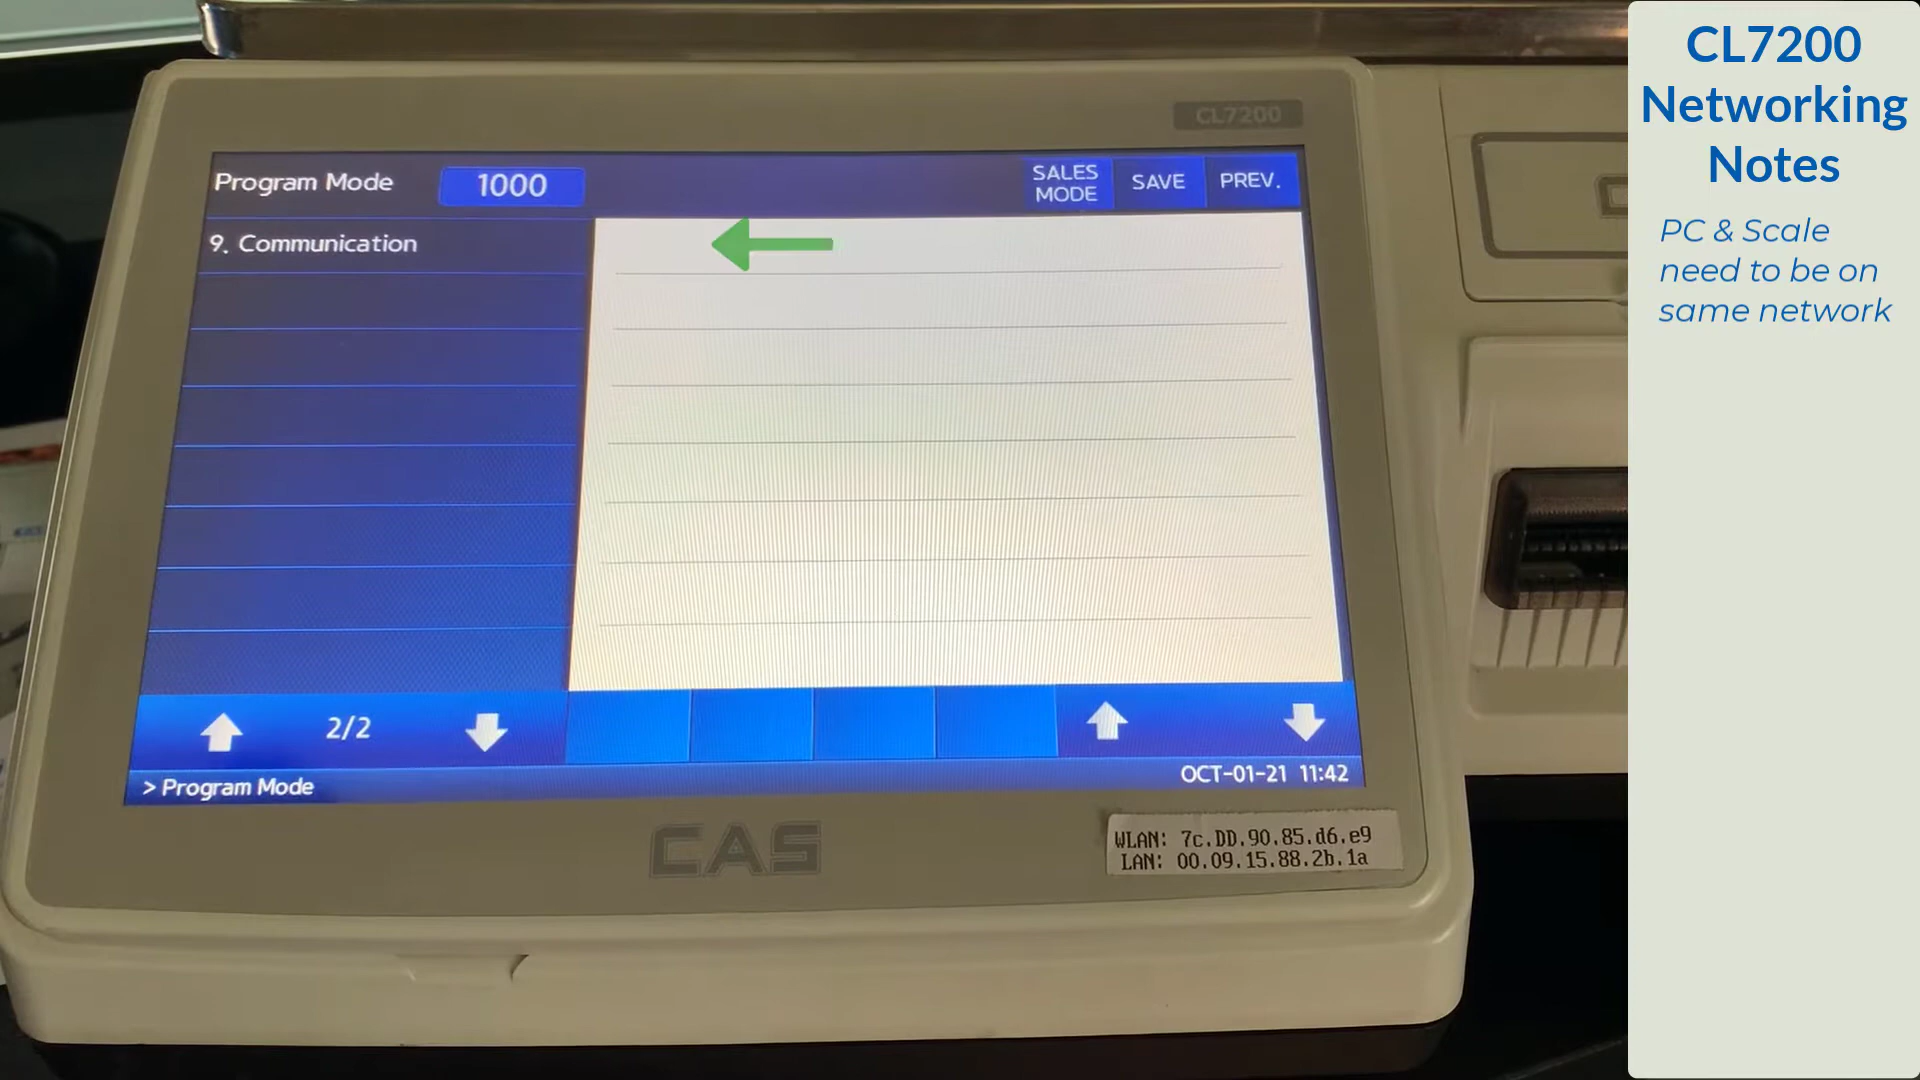 CL7200
Program Mode
1000
SALES
MODE
SAVE
PREV.
9. Communication
2/2
> Program Mode
OCT-01-21 11:42
CAS
WLAN: 7c.DD.90.85.d6.e9
LAN: 00.09.15.88.2b.1a
CL7200
Networking
Notes
PC & Scale
need to be on
same network